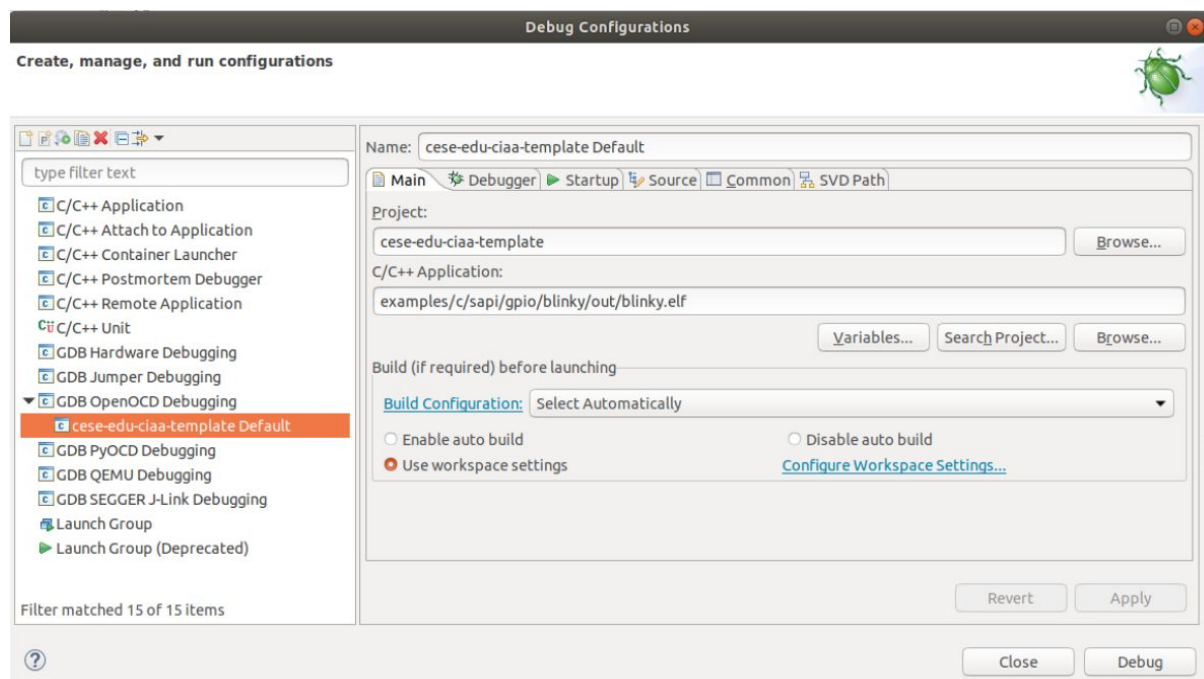 Debug Configurations
Create, manage, and run configurations
type filter text
C/C++ Application
C/C++ Attach to Application
C/C++ Container Launcher
C/C++ Postmortem Debugger
C/C++ Remote Application
C/C++ Unit
GDB Hardware Debugging
GDB Jumper Debugging
GDB OpenOCD Debugging
cese-edu-ciaa-template Default
GDB PyOCD Debugging
GDB QEMU Debugging
GDB SEGGER J-Link Debugging
Launch Group
Launch Group (Deprecated)
Filter matched 15 of 15 items
Name: cese-edu-ciaa-template Default
Main Debugger Startup Source Common SVD Path
Project:
cese-edu-ciaa-template Browse...
C/C++ Application:
examples/c/sapi/gpio/blinky/out/blinky.elf
Variables... Search Project... Browse...
Build (if required) before launching
Build Configuration: Select Automatically
Enable auto build Disable auto build
Use workspace settings Configure Workspace Settings...
Revert Apply
Close Debug